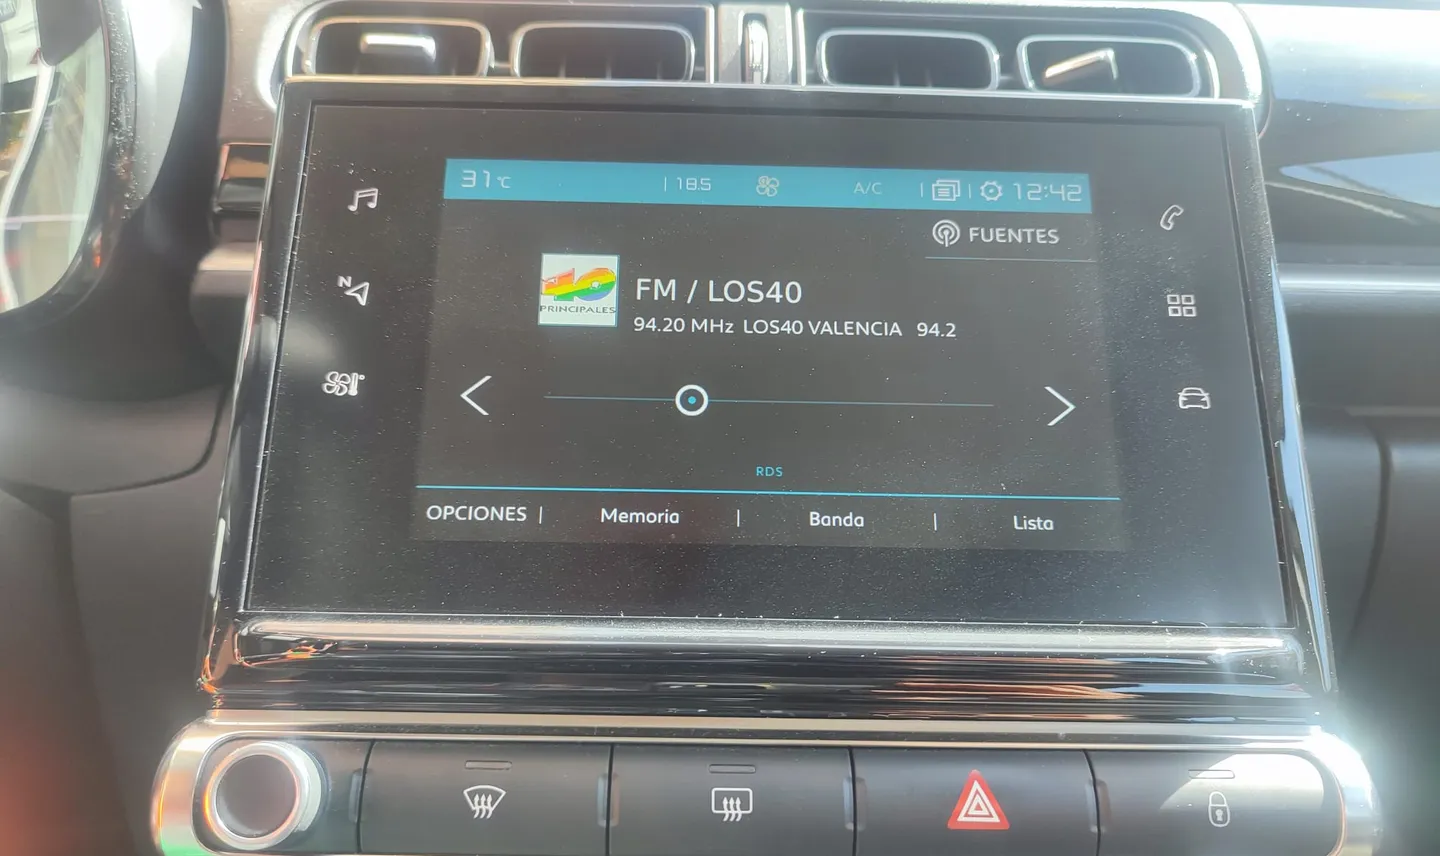 31°C | 18.5 A/C | | 12:42
FUENTES
40
PRINCIPALES
FM / LOS40
94.20 MHz LOS40 VALENCIA 94.2
N
RDS
OPCIONES | Memoria | Banda | Lista